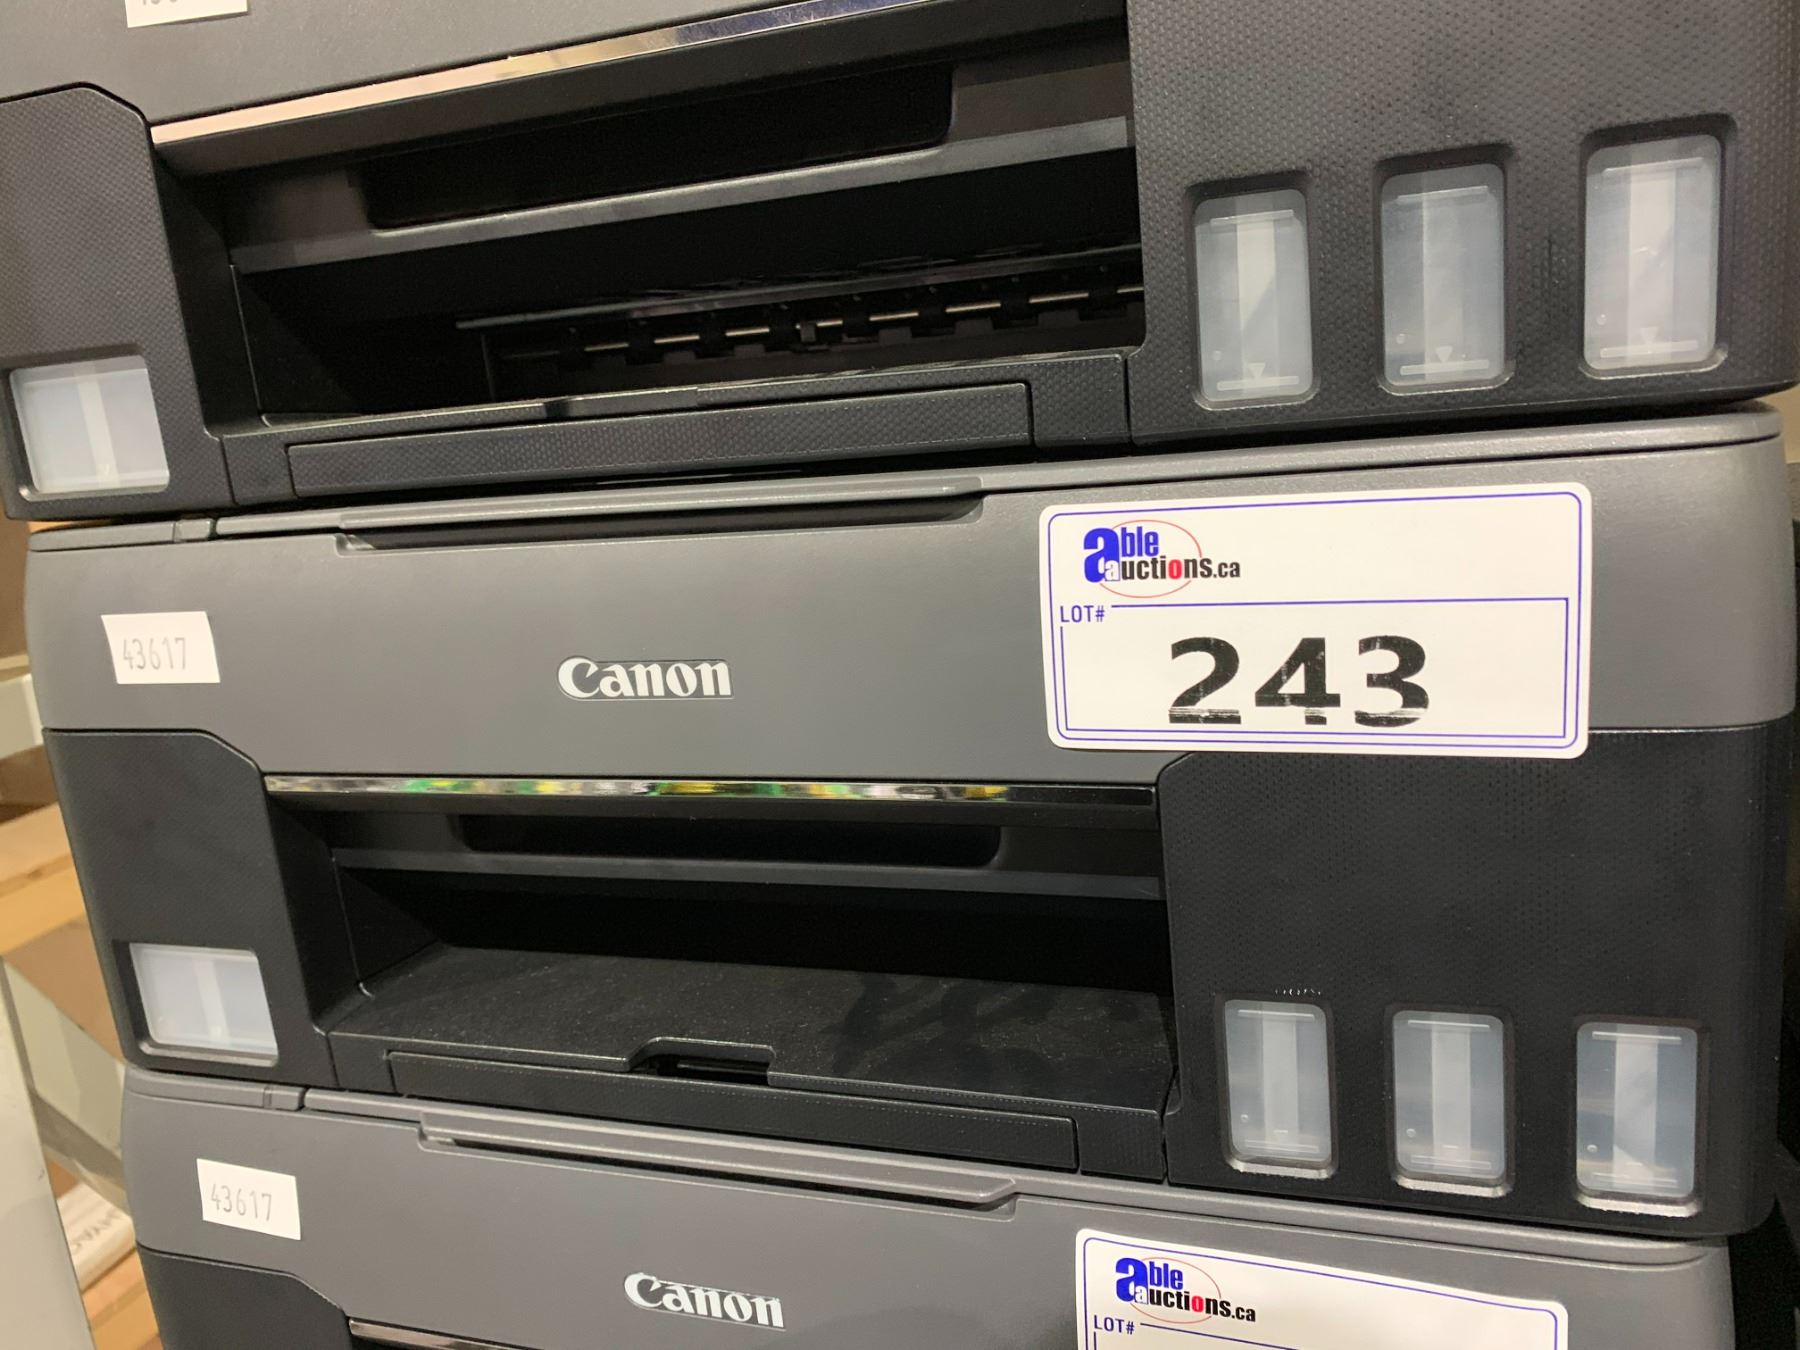 able
auctions.ca
LOT#
243
43617
Canon
43617
Canon
able
auctions.ca
LOT#